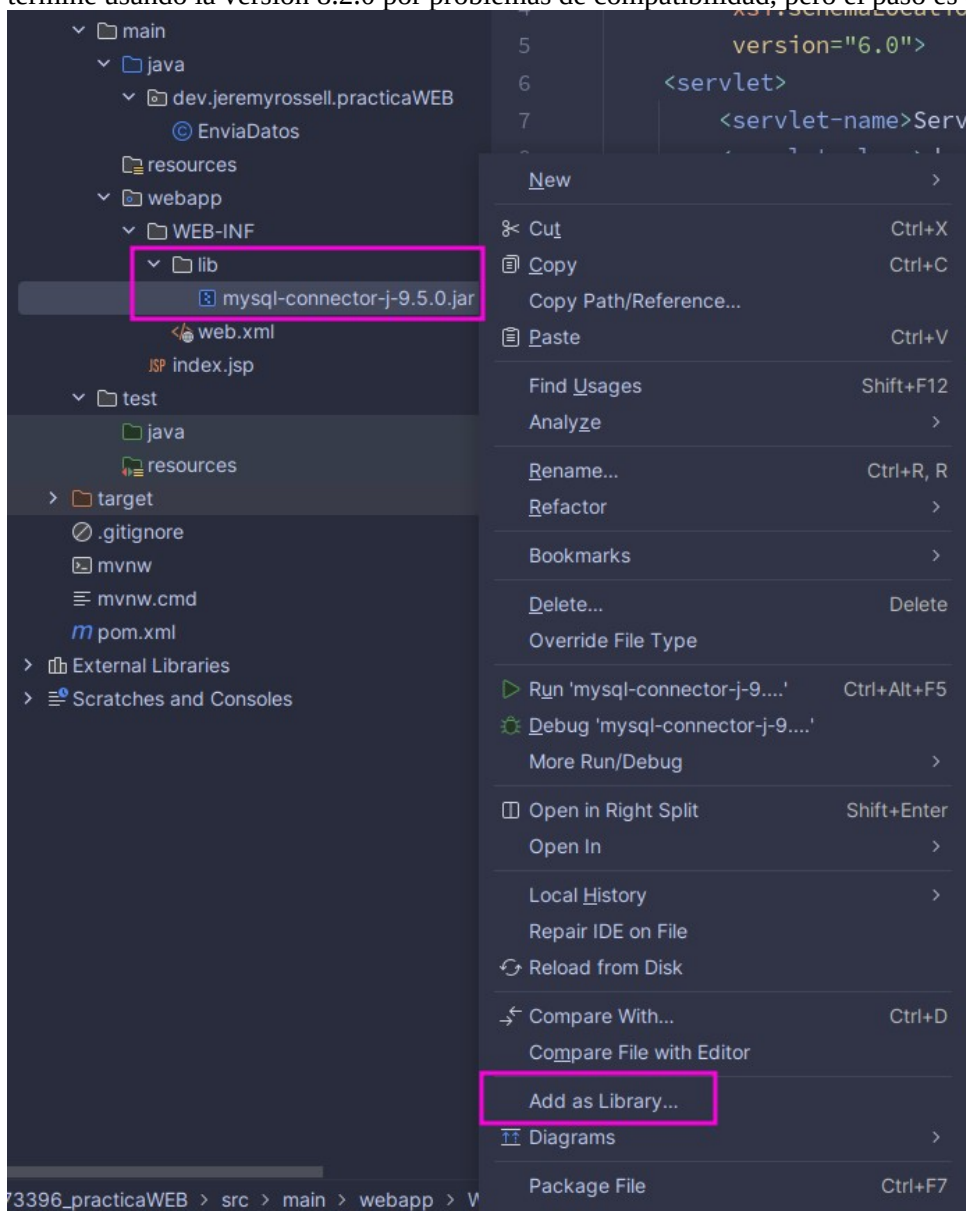 terminé usando la versión 8.2.0 por problemas de compatibilidad, pero el paso es
main
java
dev.jeremyrossell.practicaWEB
EnviaDatos
resources
webapp
WEB-INF
lib
mysql-connector-j-9.5.0.jar
web.xml
JSP index.jsp
test
java
resources
target
.gitignore
mvnw
mvnw.cmd
m pom.xml
External Libraries
Scratches and Consoles
5 version="6.0">
6 <servlet>
7 <servlet-name>Serv
New
Cut Ctrl+X
Copy Ctrl+C
Copy Path/Reference...
Paste Ctrl+V
Find Usages Shift+F12
Analyze
Rename... Ctrl+R, R
Refactor
Bookmarks
Delete... Delete
Override File Type
Run 'mysql-connector-j-9....' Ctrl+Alt+F5
Debug 'mysql-connector-j-9....'
More Run/Debug
Open in Right Split Shift+Enter
Open In
Local History
Repair IDE on File
Reload from Disk
Compare With... Ctrl+D
Compare File with Editor
Add as Library...
Diagrams
Package File Ctrl+F7
73396_practicaWEB > src > main > webapp > W